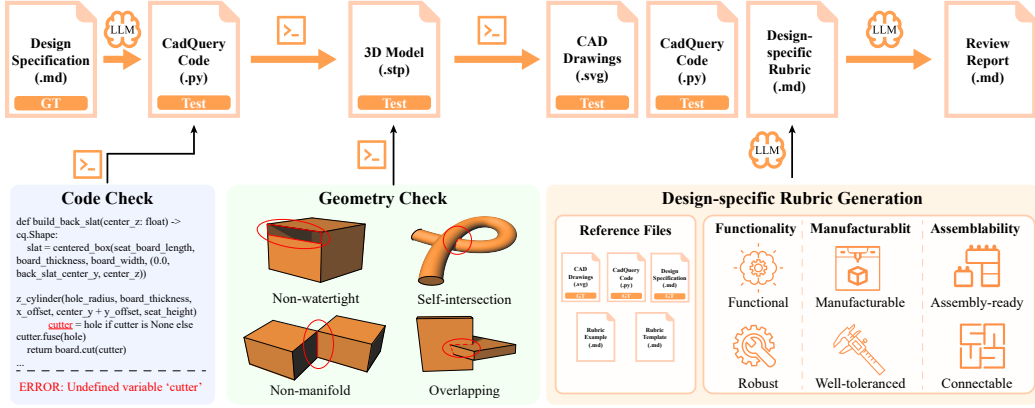 LLM
LLM
Design
Specification
(.md)
GT
CadQuery
Code
(.py)
Test
3D Model
(.stp)
Test
CAD
Drawings
(.svg)
Test
CadQuery
Code
(.py)
Test
Design-
specific
Rubric
(.md)
Review
Report
(.md)
LLM
Code Check
def build_back_slat(center_z: float) ->
cq.Shape:
slat = centered_box(seat_board_length,
board_thickness, board_width, (0.0,
back_slat_center_y, center_z))
z_cylinder(hole_radius, board_thickness,
x_offset, center_y + y_offset, seat_height)
cutter = hole if cutter is None else
cutter.fuse(hole)
return board.cut(cutter)
...
ERROR: Undefined variable ‘cutter’
Geometry Check
Non-watertight
Self-intersection
Non-manifold
Overlapping
Design-specific Rubric Generation
Reference Files
CAD
Drawings
(.svg)
GT
CadQuery
Code
(.py)
GT
Design
Specification
(.md)
GT
Rubric
Example
(.md)
Rubric
Template
(.md)
Functionality
Manufacturablit
Assemblability
Functional
Manufacturable
Assembly-ready
Robust
Well-toleranced
Connectable